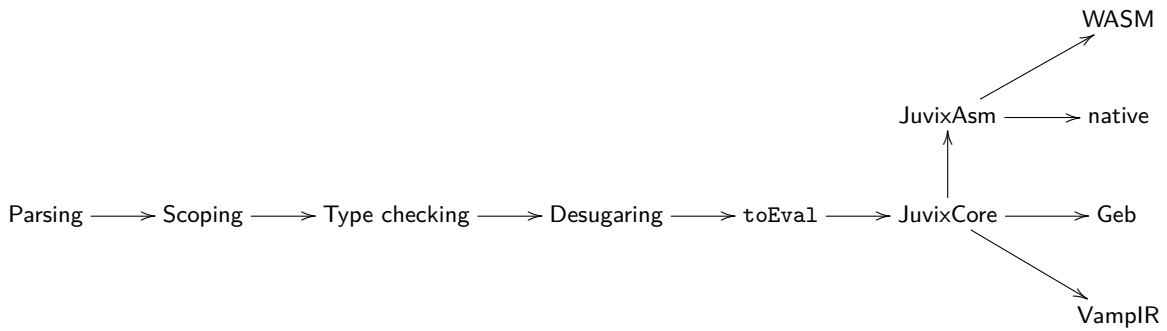 WASM
JuvixAsm native
Parsing Scoping Type checking Desugaring toEval JuvixCore Geb
VampIR